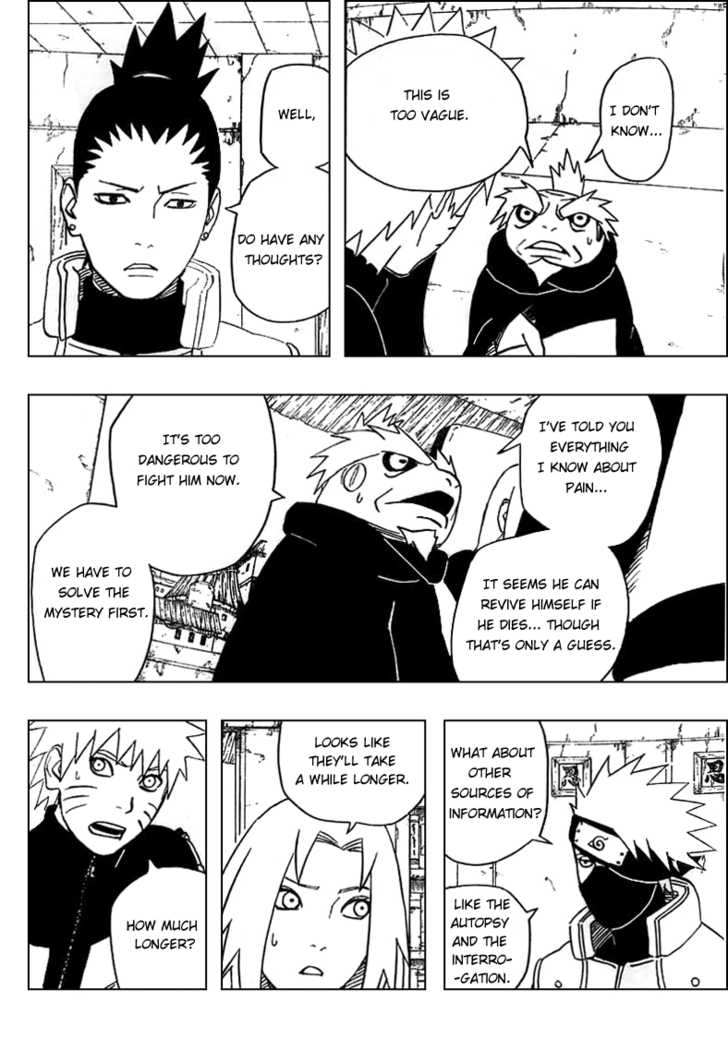 I DON'T
KNOW...
THIS IS
TOO VAGUE.
WELL,
DO HAVE ANY
THOUGHTS?
I'VE TOLD YOU
EVERYTHING
I KNOW ABOUT
PAIN...
IT SEEMS HE CAN
REVIVE HIMSELF IF
HE DIES... THOUGH
THAT'S ONLY A GUESS.
IT'S TOO
DANGEROUS TO
FIGHT HIM NOW.
WE HAVE TO
SOLVE THE
MYSTERY FIRST.
忍
忍
WHAT ABOUT
OTHER
SOURCES OF
INFORMATION?
LIKE THE
AUTOPSY
AND THE
INTERRO-
-GATION.
LOOKS LIKE
THEY'LL TAKE
A WHILE LONGER.
HOW MUCH
LONGER?